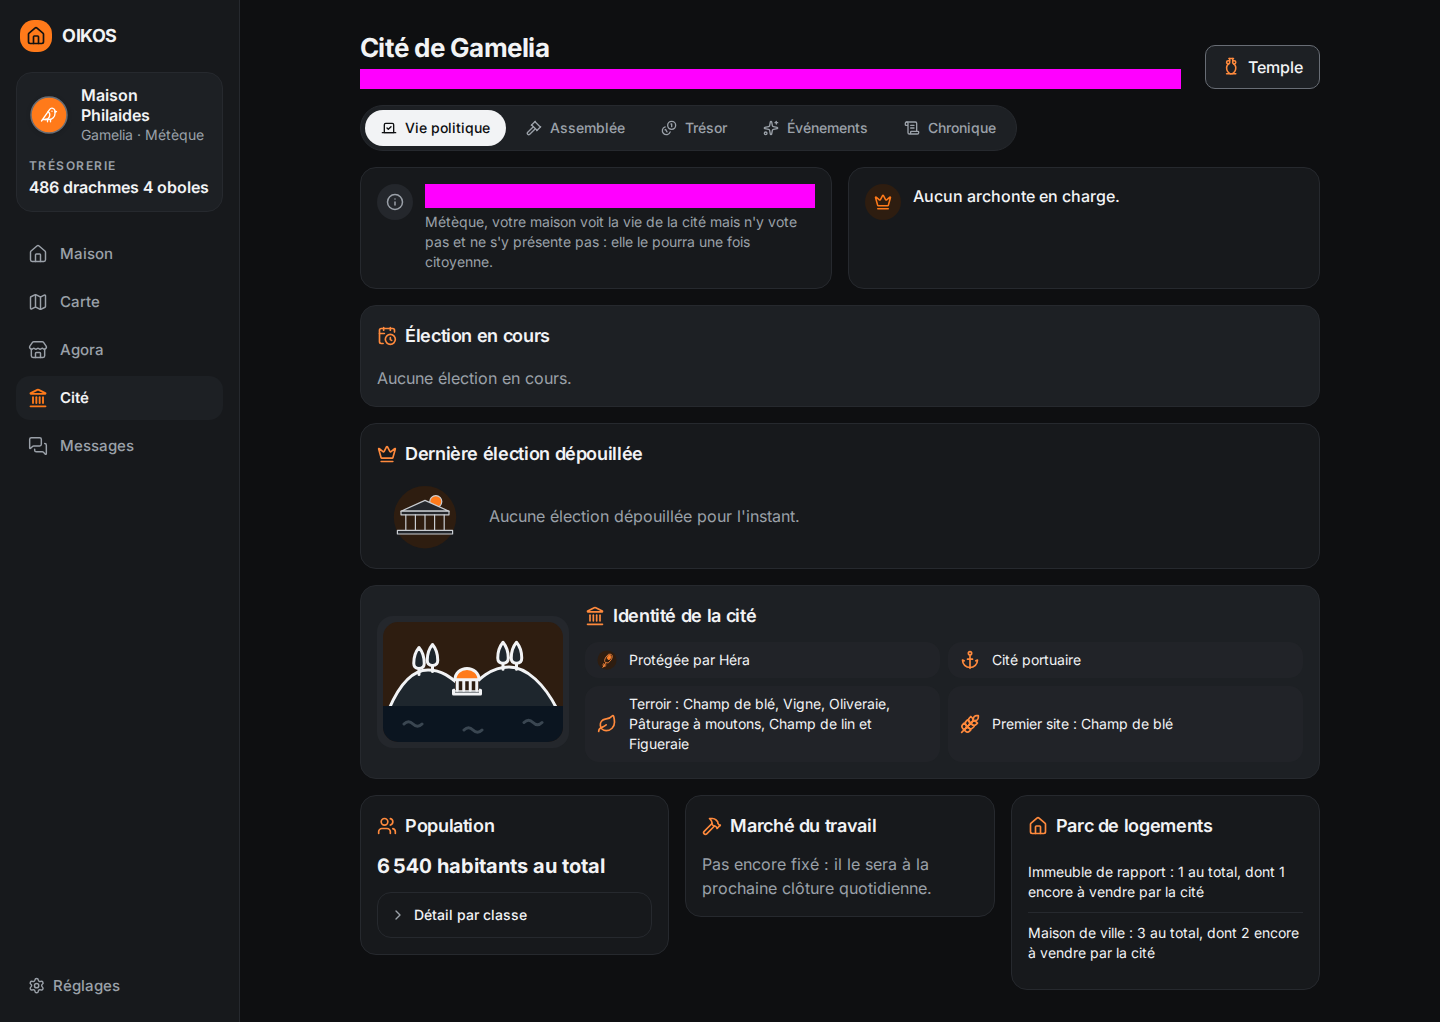 OIKOS
Maison
Philaides
Gamelia · Métèque
TRÉSORERIE
486 drachmes 4 oboles
Maison
Carte
Agora
Cité
Messages
Réglages
Cité de Gamelia
Temple
Vie politique
Assemblée
Trésor
Événements
Chronique
Métèque, votre maison voit la vie de la cité mais n'y vote
pas et ne s'y présente pas : elle le pourra une fois
citoyenne.
Aucun archonte en charge.
Élection en cours
Aucune élection en cours.
Dernière élection dépouillée
Aucune élection dépouillée pour l'instant.
Identité de la cité
Protégée par Héra
Cité portuaire
Terroir : Champ de blé, Vigne, Oliveraie,
Pâturage à moutons, Champ de lin et
Figueraie
Premier site : Champ de blé
Population
6 540 habitants au total
Détail par classe
Marché du travail
Pas encore fixé : il le sera à la
prochaine clôture quotidienne.
Parc de logements
Immeuble de rapport : 1 au total, dont 1
encore à vendre par la cité
Maison de ville : 3 au total, dont 2 encore
à vendre par la cité